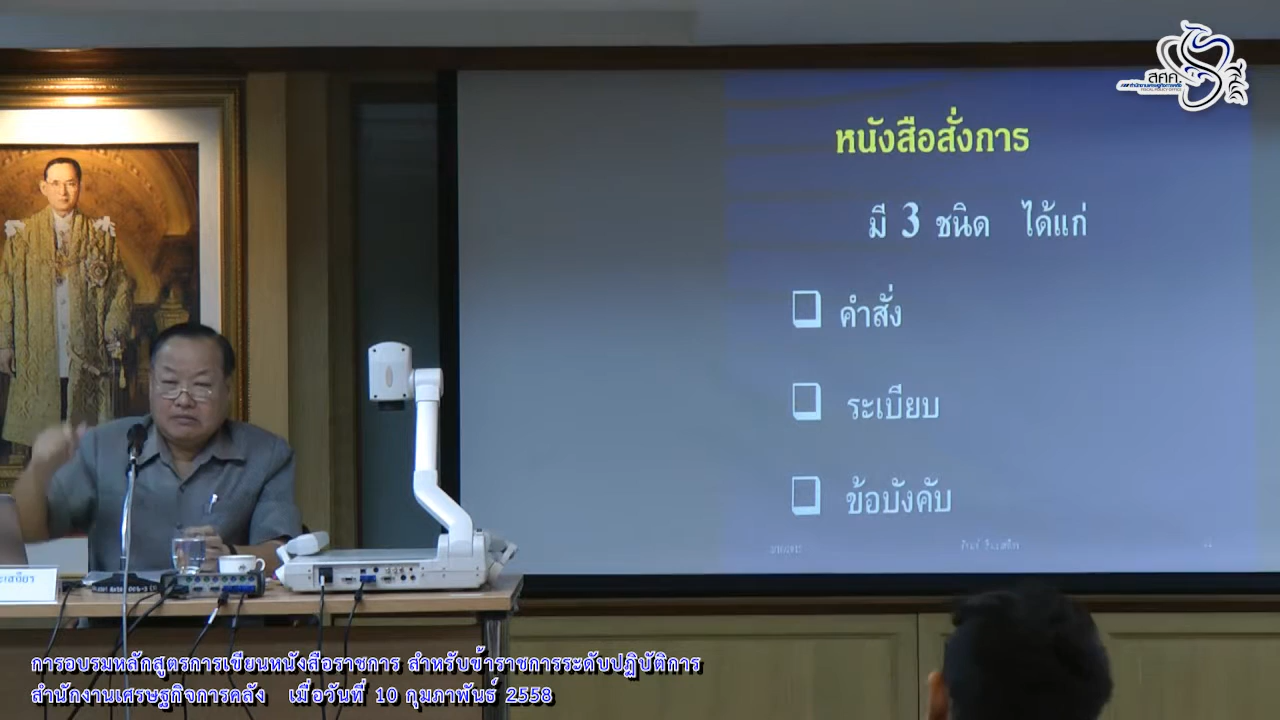 สคค.
หนังสือสั่งการ
มี 3 ชนิด ได้แก่
คำสั่ง
ระเบียบ
ข้อบังคับ
การอบรมหลักสูตรการเขียนหนังสือราชการ สำหรับข้าราชการระดับปฏิบัติการ
สำนักงานเศรษฐกิจการคลัง เมื่อวันที่ 10 กุมภาพันธ์ 2558